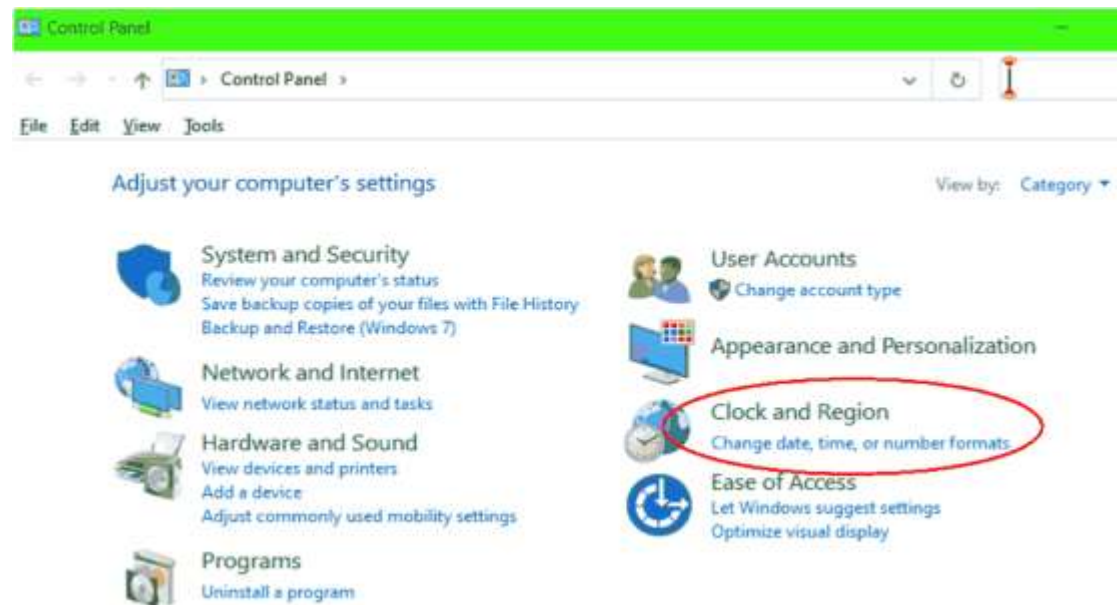 Control Panel
Control Panel
File Edit View Tools
Adjust your computer's settings
View by: Category
System and Security
Review your computer's status
Save backup copies of your files with File History
Backup and Restore (Windows 7)
Network and Internet
View network status and tasks
Hardware and Sound
View devices and printers
Add a device
Adjust commonly used mobility settings
Programs
Uninstall a program
User Accounts
Change account type
Appearance and Personalization
Clock and Region
Change date, time, or number formats
Ease of Access
Let Windows suggest settings
Optimize visual display